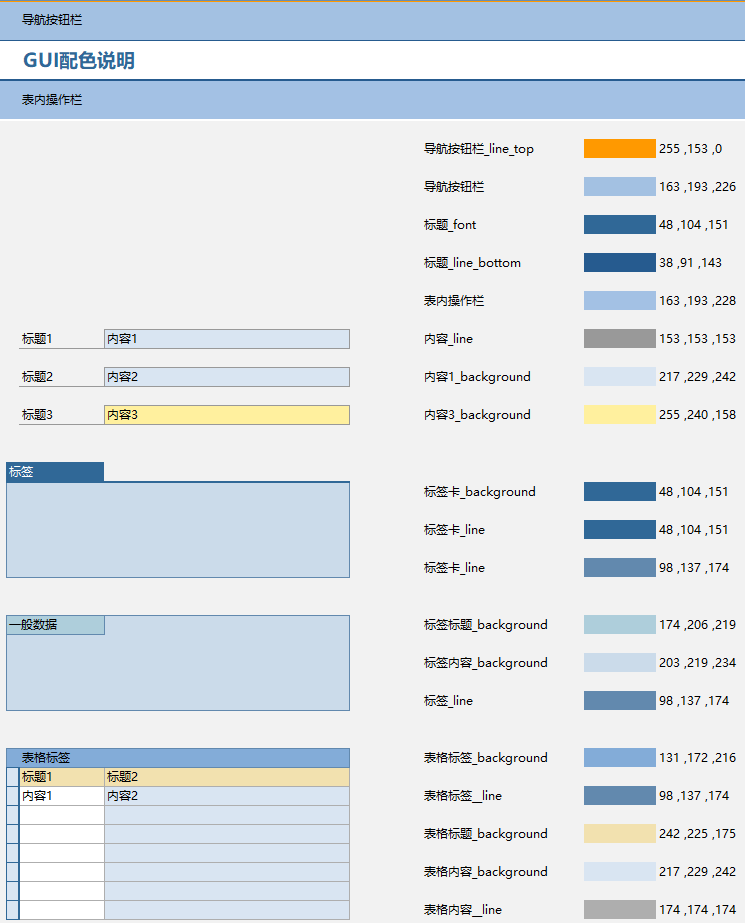 导航按钮栏
GUI配色说明
表内操作栏
导航按钮栏_line_top 255 ,153 ,0
导航按钮栏 163 ,193 ,226
标题_font 48 ,104 ,151
标题_line_bottom 38 ,91 ,143
表内操作栏 163 ,193 ,228
标题1 内容1 内容_line 153 ,153 ,153
标题2 内容2 内容1_background 217 ,229 ,242
标题3 内容3 内容3_background 255 ,240 ,158
标签
标签卡_background 48 ,104 ,151
标签卡_line 48 ,104 ,151
标签卡_line 98 ,137 ,174
一般数据 标签标题_background 174 ,206 ,219
标签内容_background 203 ,219 ,234
标签_line 98 ,137 ,174
表格标签 表格标签_background 131 ,172 ,216
标题1 标题2
内容1 内容2 表格标签__line 98 ,137 ,174
表格标题_background 242 ,225 ,175
表格内容_background 217 ,229 ,242
表格内容__line 174 ,174 ,174